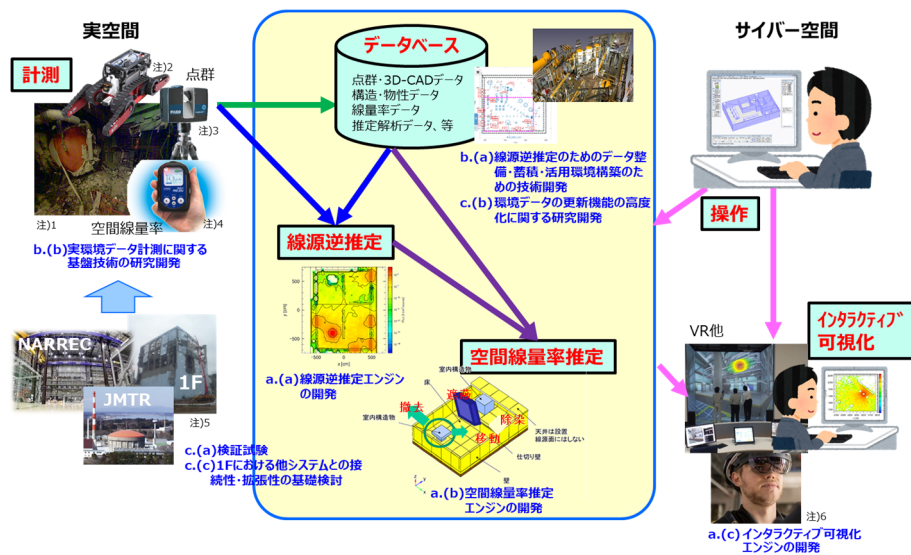 実空間
サイバー空間
計測
注)2
点群
注)3
注)1
空間線量率
注)4
b.(b)実環境データ計測に関する
基盤技術の研究開発
データベース
点群・3D-CADデータ
構造・物性データ
線量率データ
推定解析データ、等
b.(a)線源逆推定のためのデータ整
備・蓄積・活用環境構築のた
めの技術開発
c.(b)環境データの更新機能の高度
化に関する研究開発
線源逆推定
a.(a)線源逆推定エンジン
の開発
空間線量率推定
室内構造物
床
遮蔽
撤去
除染
室内構造物
移動
天井は設置
線源面にはしない
仕切り壁
壁
a.(b)空間線量率推定
エンジンの開発
NARREC
1F
JMTR
注)5
c.(a)検証試験
c.(c)1Fにおける他システムとの接
続性・拡張性の基礎検討
操作
VR他
ｲﾝﾀﾗｸﾃｨﾌﾞ
可視化
注)6
a.(c)インタラクティブ可視化
エンジンの開発